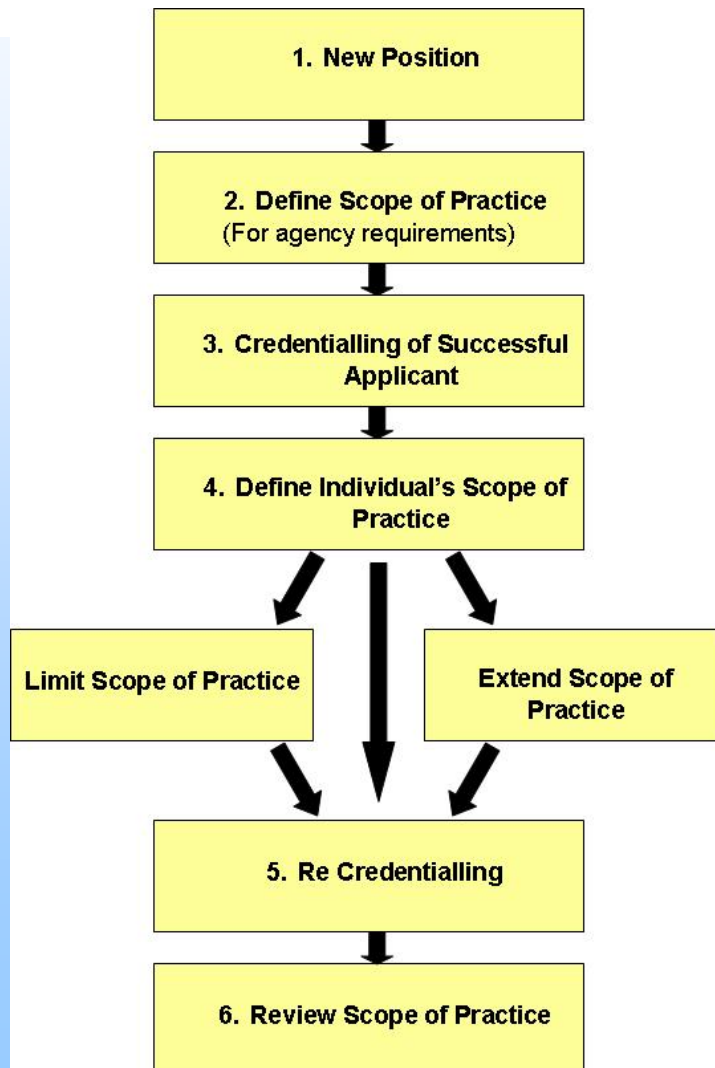 1. New Position
2. Define Scope of Practice
(For agency requirements)
3. Credentialling of Successful
Applicant
4. Define Individual's Scope of
Practice
Limit Scope of Practice
Extend Scope of
Practice
5. Re Credentialling
6. Review Scope of Practice